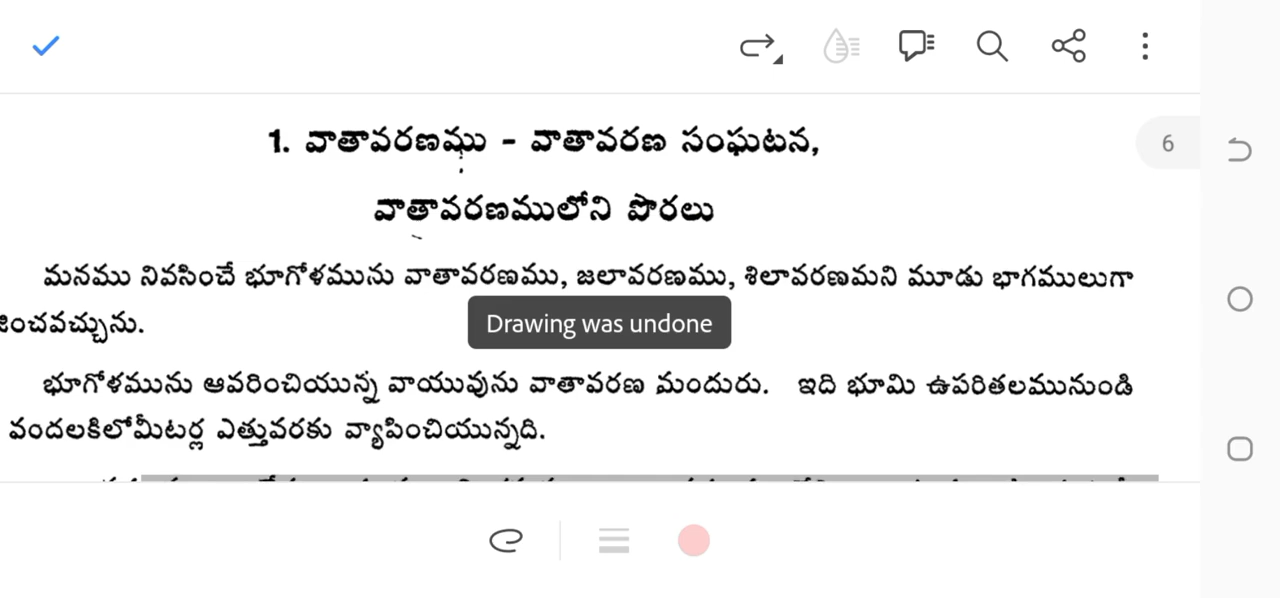 6
1. వాతావరణము - వాతావరణ సంఘటన,
వాతావరణములోని పొరలు
మనము నివసించే భూగోళమును వాతావరణము, జలావరణము, శిలావరణమని మూడు భాగములుగా
జించవచ్చును.
Drawing was undone
భూగోళమును ఆవరించియున్న వాయువును వాతావరణ మందురు. ఇది భూమి ఉపరితలమునుండి
వందలకిలోమీటర్ల ఎత్తువరకు వ్యాపించియున్నది.